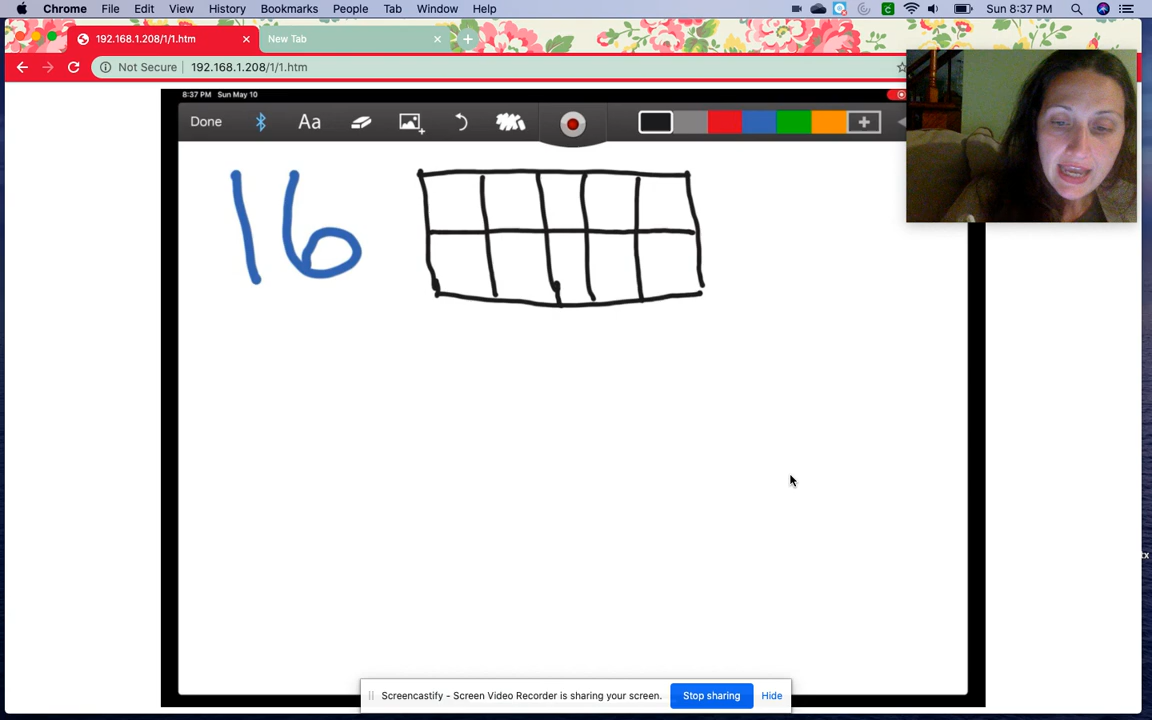 Chrome File Edit View History Bookmarks People Tab Window Help Sun 8:37 PM
192.168.1.208/1/1.htm New Tab
Not Secure 192.168.1.208/1/1.htm
8:37 PM Sun May 10
Done Aa
16
Screencastify - Screen Video Recorder is sharing your screen. Stop sharing Hide